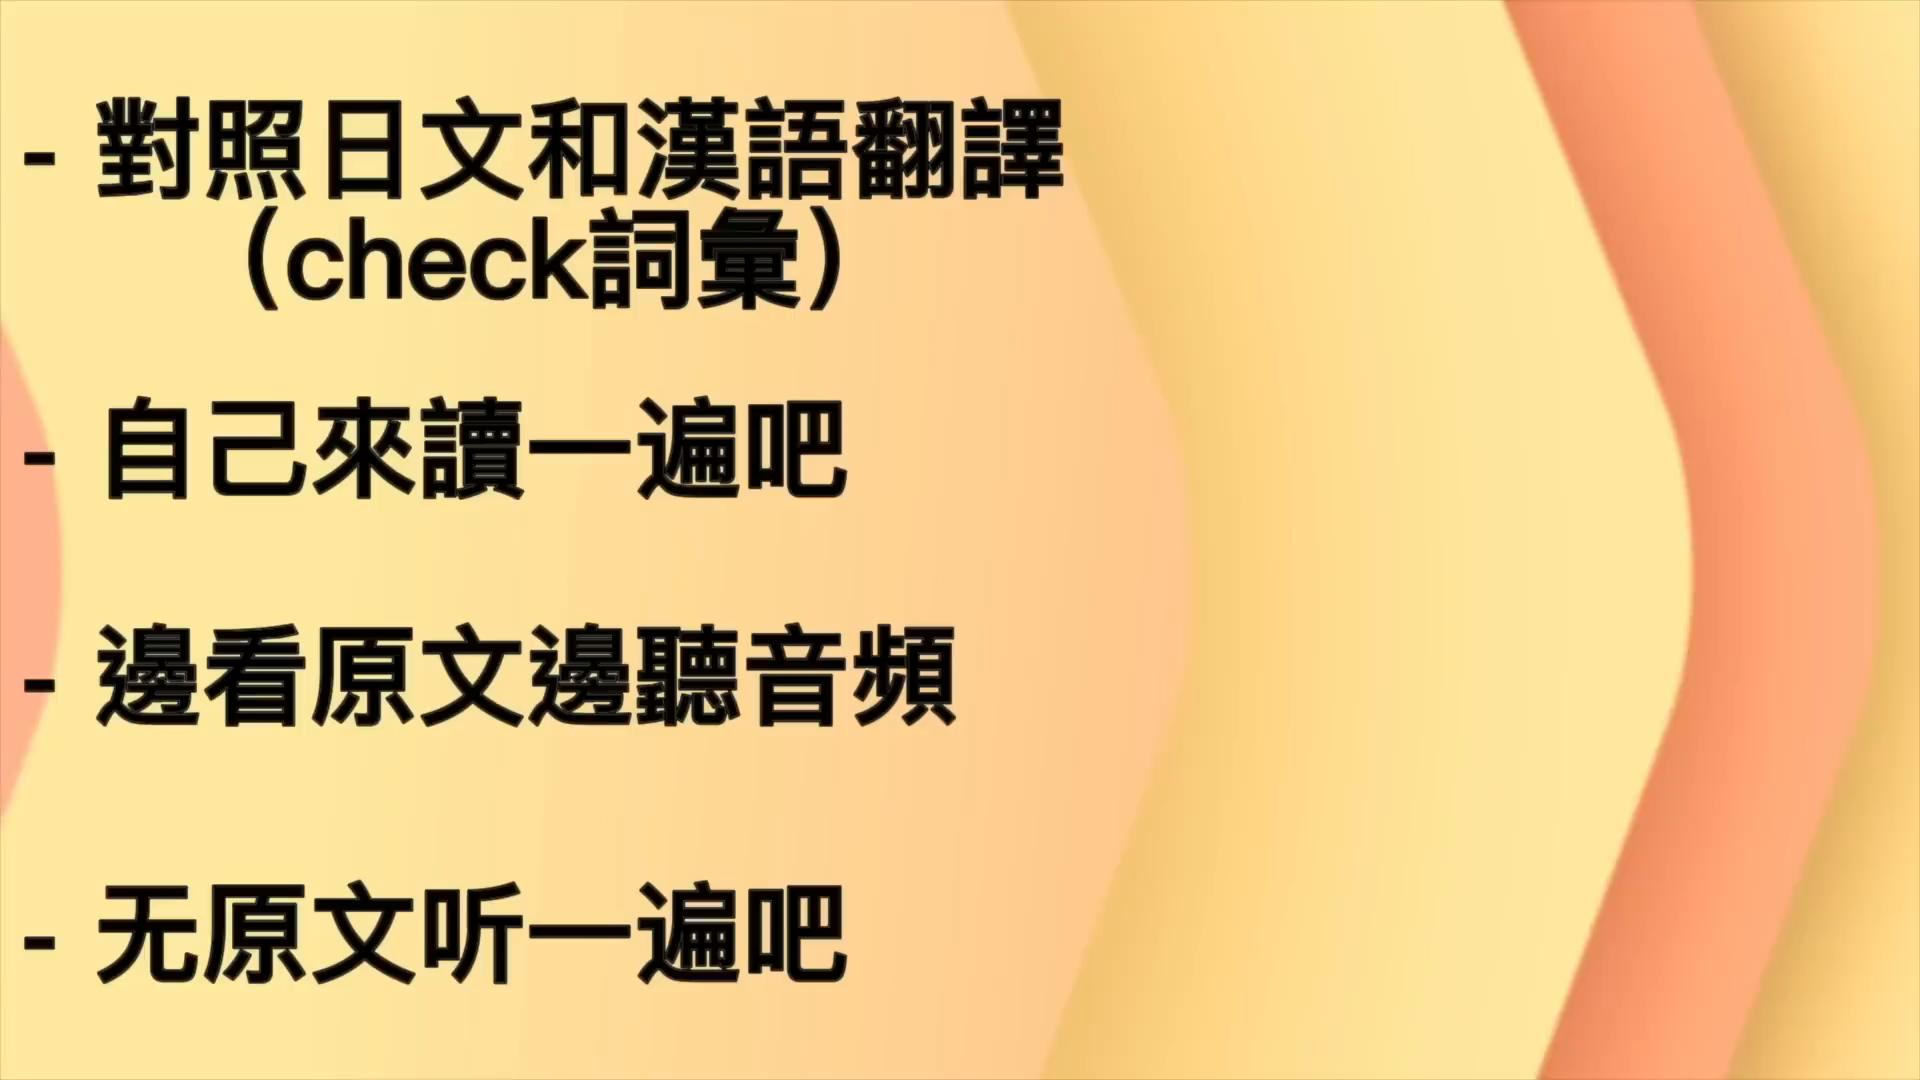 - 對照日文和漢語翻譯
（check詞彙）
- 自己來讀一遍吧
- 邊看原文邊聽音頻
- 无原文听一遍吧